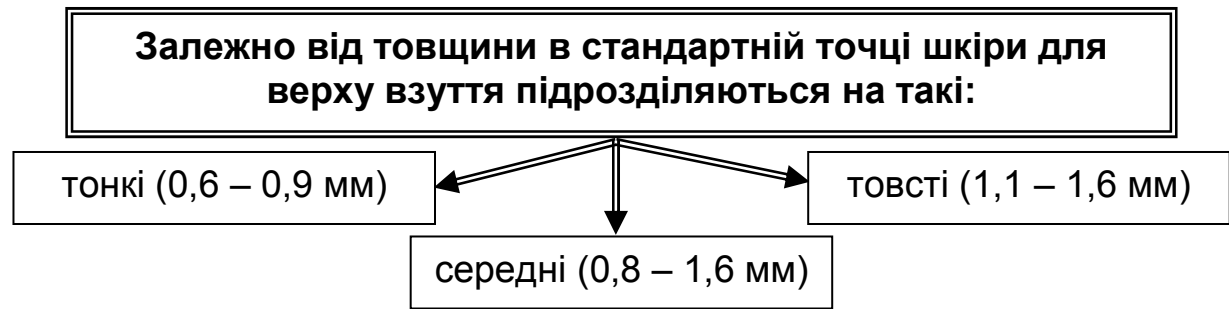 Залежно від товщини в стандартній точці шкіри для
верху взуття підрозділяються на такі:
тонкі (0,6 – 0,9 мм)
товсті (1,1 – 1,6 мм)
середні (0,8 – 1,6 мм)